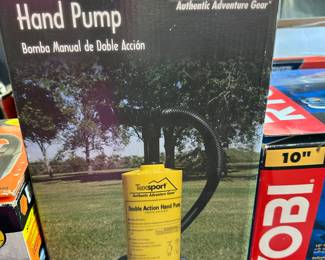 Hand Pump
Authentic Adventure Gear
Bomba Manual de Doble Acción
Texsport
Authentic Adventure Gear
Double Action Hand Pump
10"
OBI